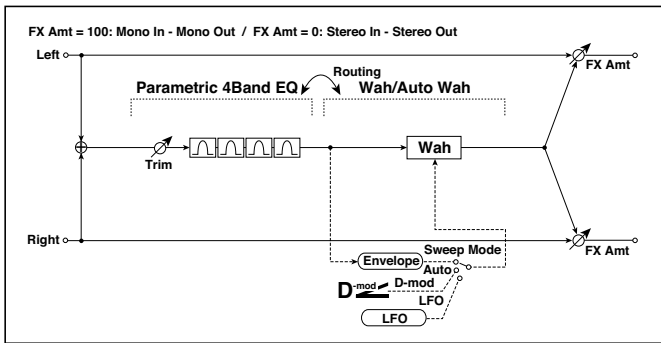 FX Amt = 100: Mono In - Mono Out / FX Amt = 0: Stereo In - Stereo Out
Left
FX Amt
Routing
Parametric 4Band EQ
Wah/Auto Wah
Trim
Wah
Right
FX Amt
Sweep Mode
Envelope
Auto
D-mod
D-mod
LFO
LFO